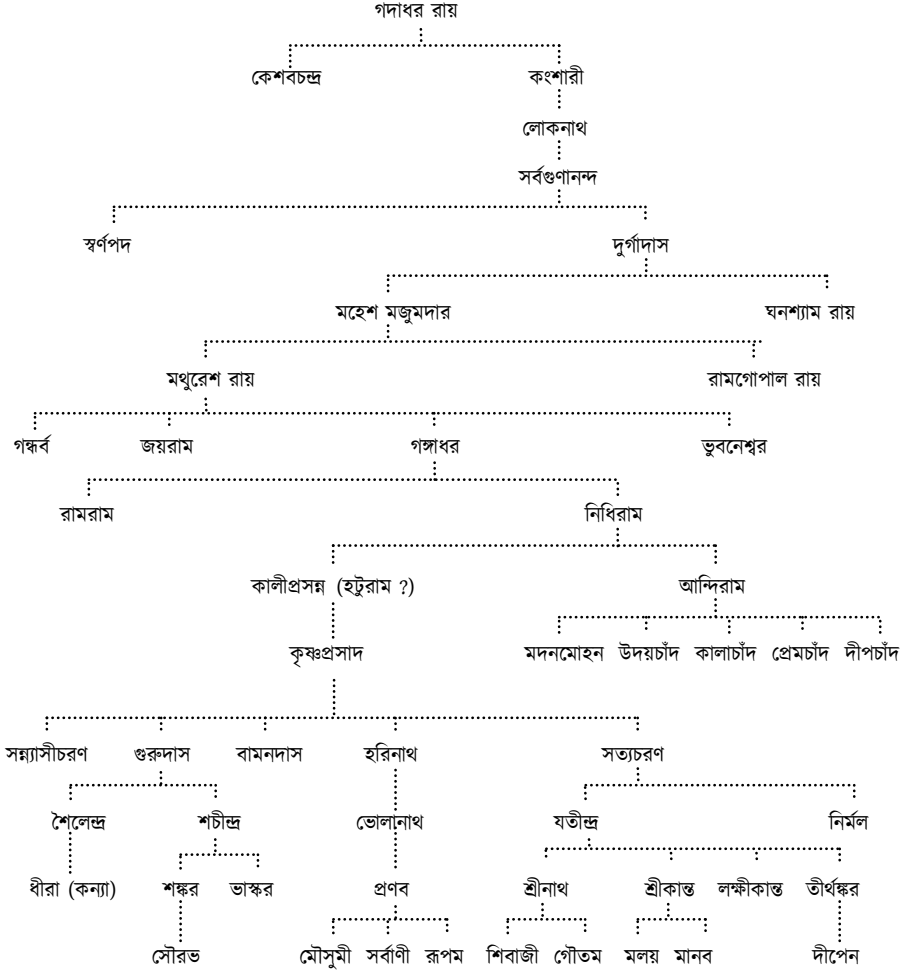 গদাধর রায়
কেশবচন্দ্র কংশারী
লোকনাথ
সর্বগুণানন্দ
স্বর্ণপদ দুর্গাদাস
মহেশ মজুমদার ঘনশ্যাম রায়
মথুরেশ রায় রামগোপাল রায়
গন্ধর্ব জয়রাম গঙ্গাধর ভুবনেশ্বর
রামরাম নিধিরাম
কালীপ্রসন্ন (হটুরাম ?) আন্দিরাম
কৃষ্ণপ্রসাদ মদনমোহন উদয়চাঁদ কালাচাঁদ প্রেমচাঁদ দীপচাঁদ
সন্ন্যাসীচরণ গুরুদাস বামনদাস হরিনাথ সত্যচরণ
শৈলেন্দ্র শচীন্দ্র ভোলানাথ যতীন্দ্র নির্মল
ধীরা (কন্যা) শঙ্কর ভাস্কর প্রণব শ্রীনাথ শ্রীকান্ত লক্ষীকান্ত তীর্থঙ্কর
সৌরভ মৌসুমী সর্বাণী রূপম শিবাজী গৌতম মলয় মানব দীপেন